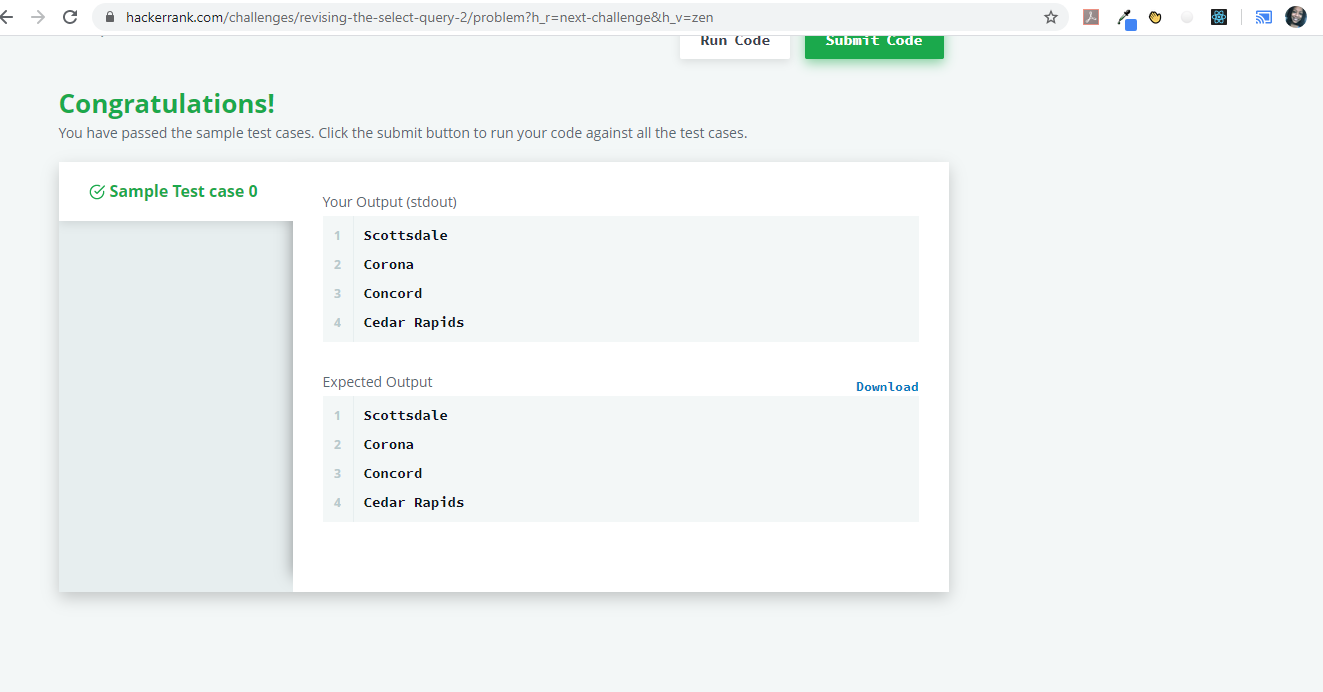 hackerrank.com/challenges/revising-the-select-query-2/problem?h_r=next-challenge&h_v=zen
Run Code
Submit Code
Congratulations!
You have passed the sample test cases. Click the submit button to run your code against all the test cases.
Sample Test case 0
Your Output (stdout)
1 Scottsdale
2 Corona
3 Concord
4 Cedar Rapids
Expected Output
Download
1 Scottsdale
2 Corona
3 Concord
4 Cedar Rapids